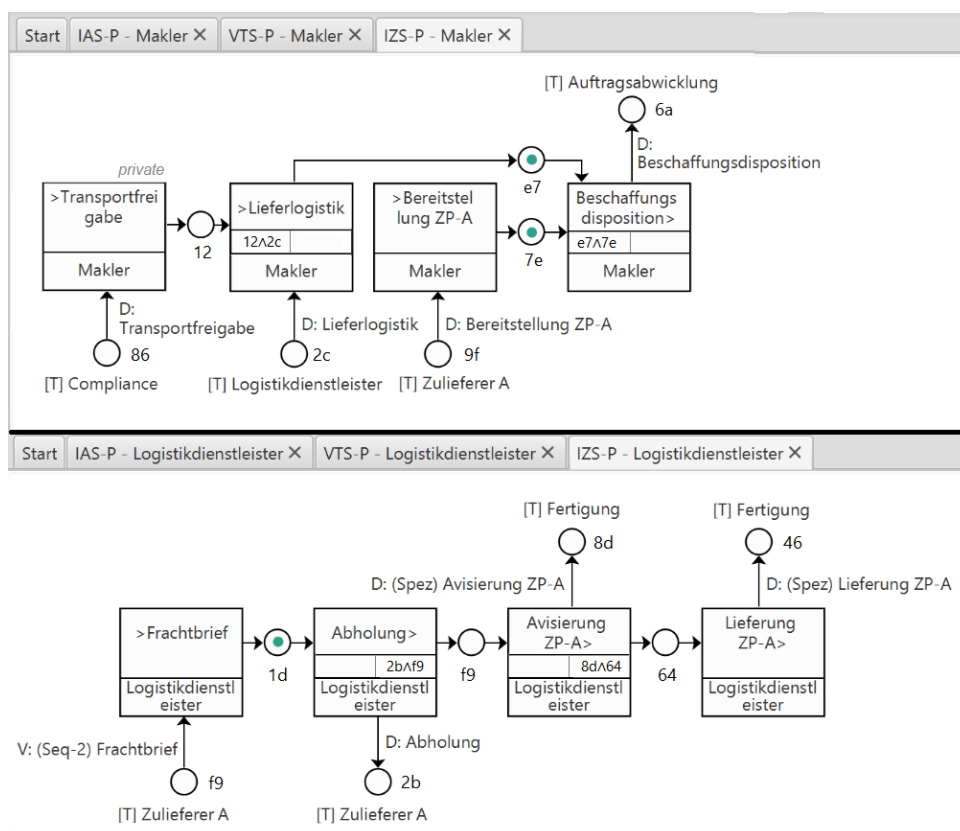 Start IAS-P - Makler ✕ VTS-P - Makler ✕ IZS-P - Makler ✕
[T] Auftragsabwicklung
6a
D:
Beschaffungsdisposition
private
e7
>Transportfrei
gabe
Makler
12
>Lieferlogistik
12∧2c
Makler
>Bereitstel
lung ZP-A
Makler
7e
Beschaffungs
disposition>
e7∧7e
Makler
D:
Transportfreigabe
D: Lieferlogistik
D: Bereitstellung ZP-A
86
2c
9f
[T] Compliance
[T] Logistikdienstleister
[T] Zulieferer A
Start IAS-P - Logistikdienstleister ✕ VTS-P - Logistikdienstleister ✕ IZS-P - Logistikdienstleister ✕
[T] Fertigung
[T] Fertigung
8d
46
D: (Spez) Avisierung ZP-A
D: (Spez) Lieferung ZP-A
>Frachtbrief
Logistikdienstl
eister
1d
Abholung>
2b∧f9
Logistikdienstl
eister
f9
Avisierung
ZP-A>
8d∧64
Logistikdienstl
eister
64
Lieferung
ZP-A>
Logistikdienstl
eister
V: (Seq-2) Frachtbrief
D: Abholung
f9
2b
[T] Zulieferer A
[T] Zulieferer A